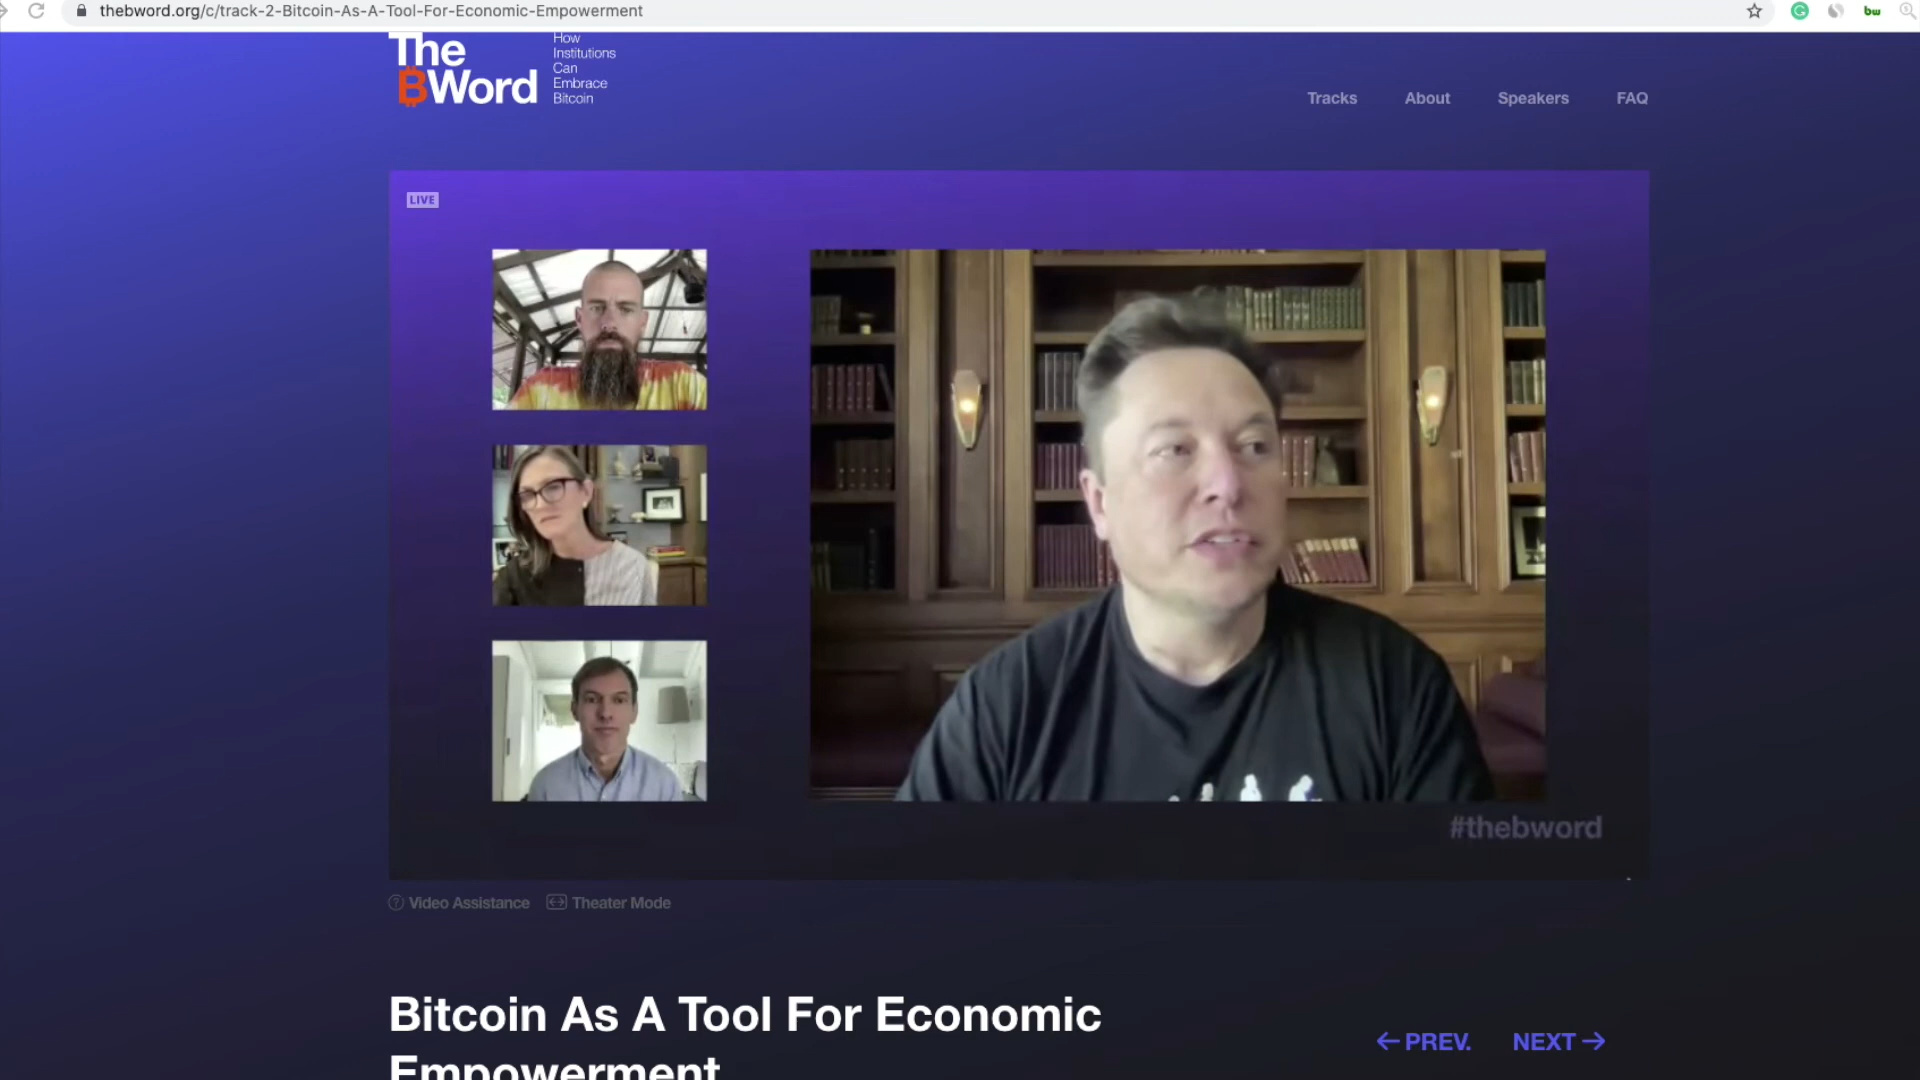 thebword.org/c/track-2-Bitcoin-As-A-Tool-For-Economic-Empowerment
bw
The
BWord
How
Institutions
Can
Embrace
Bitcoin
Tracks
About
Speakers
FAQ
LIVE
#thebword
Video Assistance
Theater Mode
Bitcoin As A Tool For Economic
Empowerment
← PREV.
NEXT →